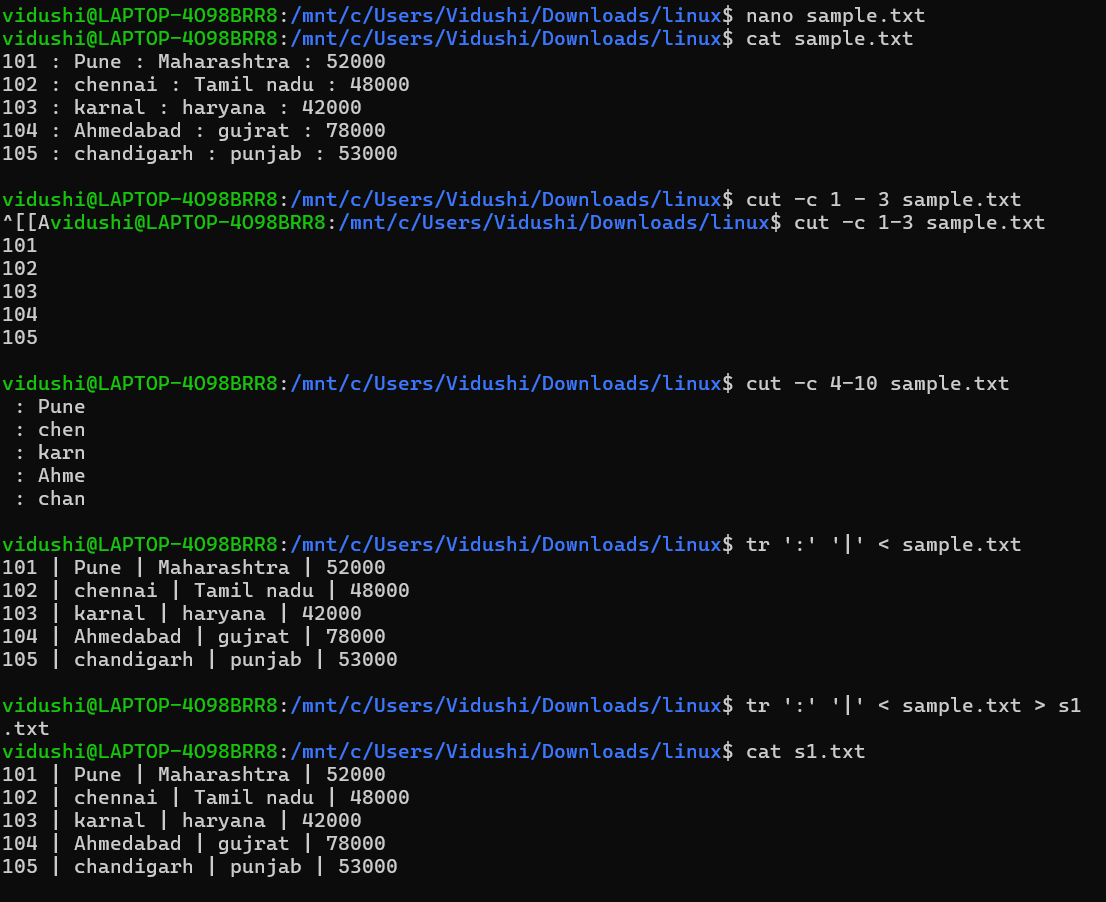 vidushi@LAPTOP-4O98BRR8:/mnt/c/Users/Vidushi/Downloads/linux$ nano sample.txt
vidushi@LAPTOP-4O98BRR8:/mnt/c/Users/Vidushi/Downloads/linux$ cat sample.txt
101 : Pune : Maharashtra : 52000
102 : chennai : Tamil nadu : 48000
103 : karnal : haryana : 42000
104 : Ahmedabad : gujrat : 78000
105 : chandigarh : punjab : 53000
vidushi@LAPTOP-4O98BRR8:/mnt/c/Users/Vidushi/Downloads/linux$ cut -c 1 - 3 sample.txt
^[[Avidushi@LAPTOP-4O98BRR8:/mnt/c/Users/Vidushi/Downloads/linux$ cut -c 1-3 sample.txt
101
102
103
104
105
vidushi@LAPTOP-4O98BRR8:/mnt/c/Users/Vidushi/Downloads/linux$ cut -c 4-10 sample.txt
 : Pune
 : chen
 : karn
 : Ahme
 : chan
vidushi@LAPTOP-4O98BRR8:/mnt/c/Users/Vidushi/Downloads/linux$ tr ':' '|' < sample.txt
101 | Pune | Maharashtra | 52000
102 | chennai | Tamil nadu | 48000
103 | karnal | haryana | 42000
104 | Ahmedabad | gujrat | 78000
105 | chandigarh | punjab | 53000
vidushi@LAPTOP-4O98BRR8:/mnt/c/Users/Vidushi/Downloads/linux$ tr ':' '|' < sample.txt > s1
.txt
vidushi@LAPTOP-4O98BRR8:/mnt/c/Users/Vidushi/Downloads/linux$ cat s1.txt
101 | Pune | Maharashtra | 52000
102 | chennai | Tamil nadu | 48000
103 | karnal | haryana | 42000
104 | Ahmedabad | gujrat | 78000
105 | chandigarh | punjab | 53000